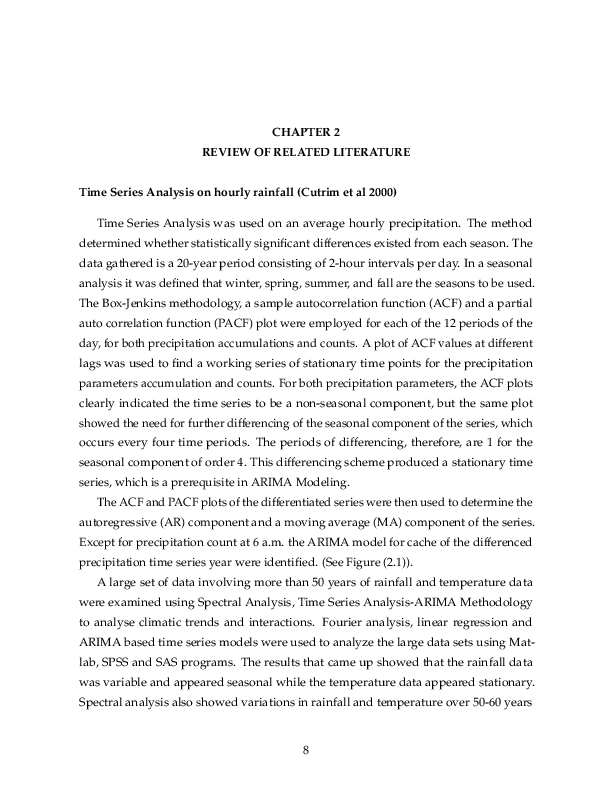 CHAPTER 2
REVIEW OF RELATED LITERATURE
Time Series Analysis on hourly rainfall (Cutrim et al 2000)
Time Series Analysis was used on an average hourly precipitation. The method
determined whether statistically significant differences existed from each season. The
data gathered is a 20-year period consisting of 2-hour intervals per day. In a seasonal
analysis it was defined that winter, spring, summer, and fall are the seasons to be used.
The Box-Jenkins methodology, a sample autocorrelation function (ACF) and a partial
auto correlation function (PACF) plot were employed for each of the 12 periods of the
day, for both precipitation accumulations and counts. A plot of ACF values at different
lags was used to find a working series of stationary time points for the precipitation
parameters accumulation and counts. For both precipitation parameters, the ACF plots
clearly indicated the time series to be a non-seasonal component, but the same plot
showed the need for further differencing of the seasonal component of the series, which
occurs every four time periods. The periods of differencing, therefore, are 1 for the
seasonal component of order 4. This differencing scheme produced a stationary time
series, which is a prerequisite in ARIMA Modeling.
The ACF and PACF plots of the differentiated series were then used to determine the
autoregressive (AR) component and a moving average (MA) component of the series.
Except for precipitation count at 6 a.m. the ARIMA model for cache of the differenced
precipitation time series year were identified. (See Figure (2.1)).
A large set of data involving more than 50 years of rainfall and temperature data
were examined using Spectral Analysis, Time Series Analysis-ARIMA Methodology
to analyse climatic trends and interactions. Fourier analysis, linear regression and
ARIMA based time series models were used to analyze the large data sets using Mat-
lab, SPSS and SAS programs. The results that came up showed that the rainfall data
was variable and appeared seasonal while the temperature data appeared stationary.
Spectral analysis also showed variations in rainfall and temperature over 50-60 years
8